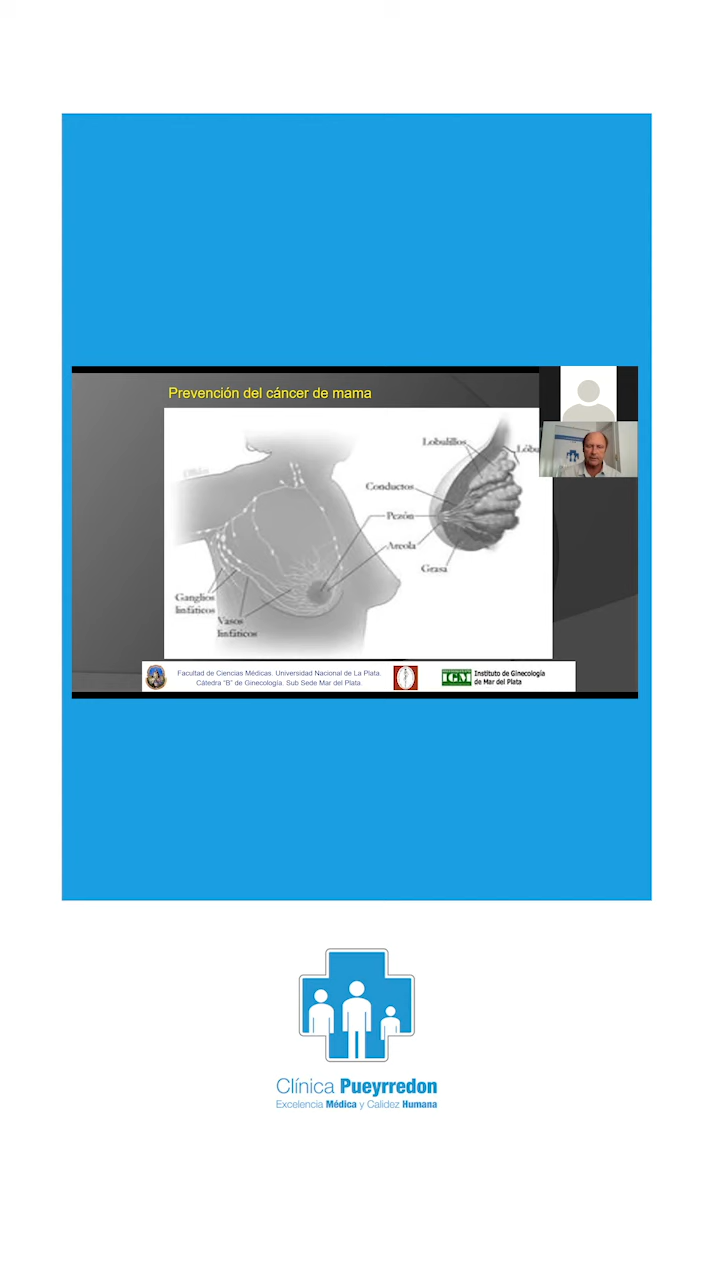 Prevención del cáncer de mama
Lobulillos
Conductos
Pezón
Areola
Grasa
Ganglios
linfáticos
Vasos
linfáticos
Facultad de Ciencias Médicas. Universidad Nacional de La Plata.
Cátedra "B" de Ginecología. Sub Sede Mar del Plata
IGM
Instituto de Ginecología
de Mar del Plata
Clínica Pueyrredon
Excelencia Médica y Calidez Humana